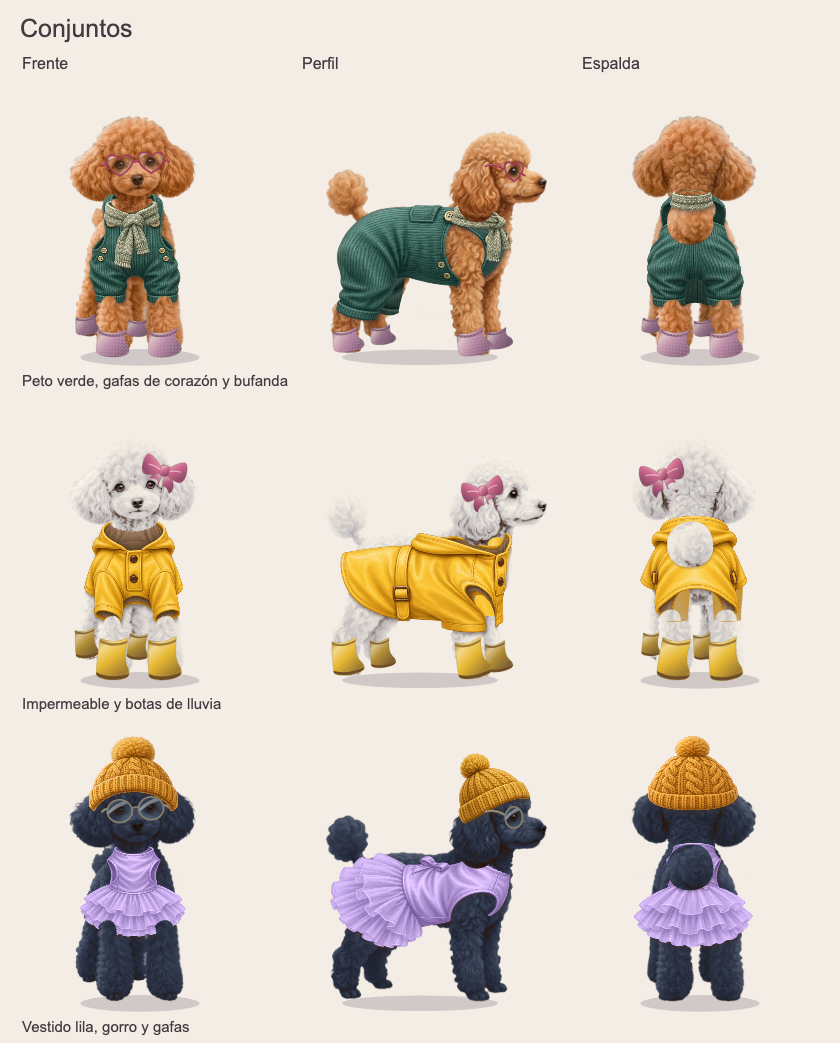 Conjuntos
Frente
Perfil
Espalda
Peto verde, gafas de corazón y bufanda
Impermeable y botas de lluvia
Vestido lila, gorro y gafas